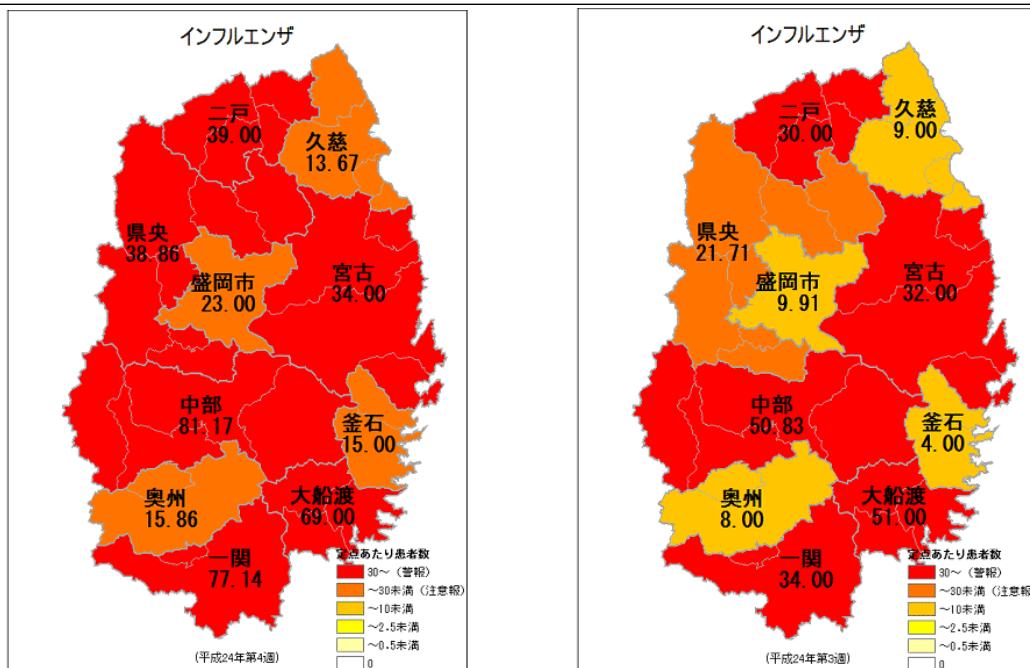 インフルエンザ
二戸
39.00
久慈
13.67
県央
38.86
盛岡市
23.00
宮古
34.00
中部
81.17
釜石
15.00
奥州
15.86
大船渡
69.00
一関
77.14
定点あたり患者数
30～（警報）
～30未満（注意報）
～10未満
～2.5未満
～0.5未満
0
(平成24年第4週)
インフルエンザ
二戸
30.00
久慈
9.00
県央
21.71
盛岡市
9.91
宮古
32.00
中部
50.83
釜石
4.00
奥州
8.00
大船渡
51.00
一関
34.00
定点あたり患者数
30～（警報）
～30未満（注意報
～10未満
～2.5未満
～0.5未満
0
(平成24年第3週)